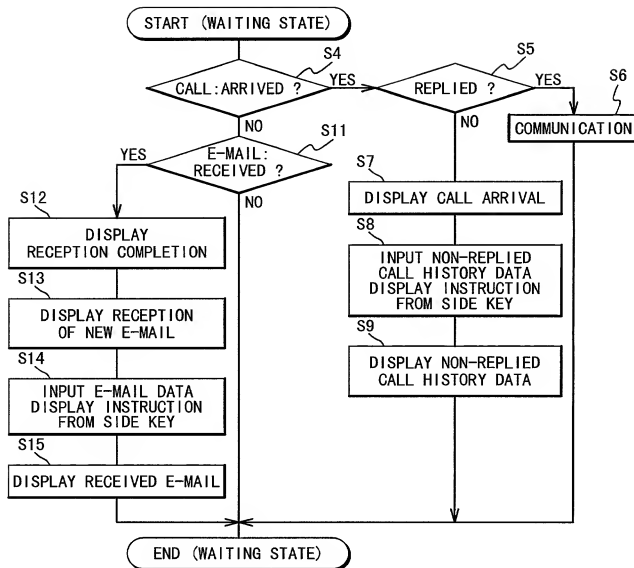 START (WAITING STATE)
S4
CALL:ARRIVED ?
YES
NO
S5
REPLIED ?
YES
NO
S6
COMMUNICATION
S7
DISPLAY CALL ARRIVAL
S8
INPUT NON-REPLIED
CALL HISTORY DATA
DISPLAY INSTRUCTION
FROM SIDE KEY
S9
DISPLAY NON-REPLIED
CALL HISTORY DATA
S11
E-MAIL:
RECEIVED ?
YES
NO
S12
DISPLAY
RECEPTION COMPLETION
S13
DISPLAY RECEPTION
OF NEW E-MAIL
S14
INPUT E-MAIL DATA
DISPLAY INSTRUCTION
FROM SIDE KEY
S15
DISPLAY RECEIVED E-MAIL
END (WAITING STATE)